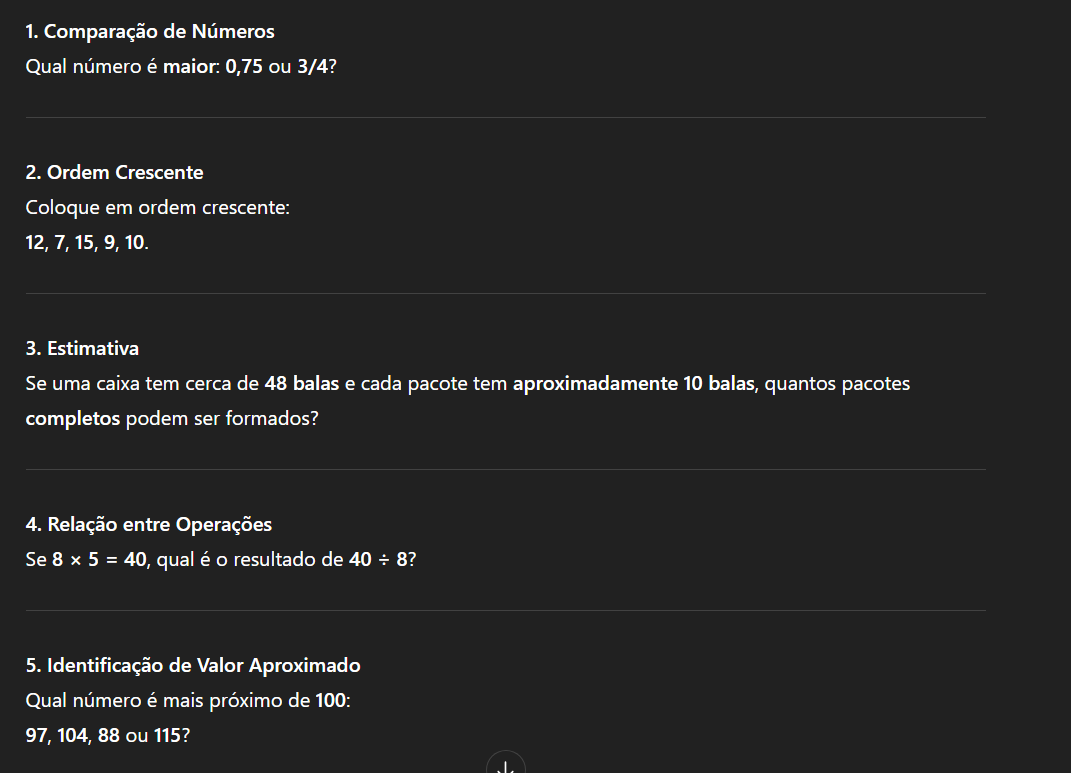 1. Comparação de Números
Qual número é maior: 0,75 ou 3/4?
2. Ordem Crescente
Coloque em ordem crescente:
12, 7, 15, 9, 10.
3. Estimativa
Se uma caixa tem cerca de 48 balas e cada pacote tem aproximadamente 10 balas, quantos pacotes
completos podem ser formados?
4. Relação entre Operações
Se 8 × 5 = 40, qual é o resultado de 40 ÷ 8?
5. Identificação de Valor Aproximado
Qual número é mais próximo de 100:
97, 104, 88 ou 115?